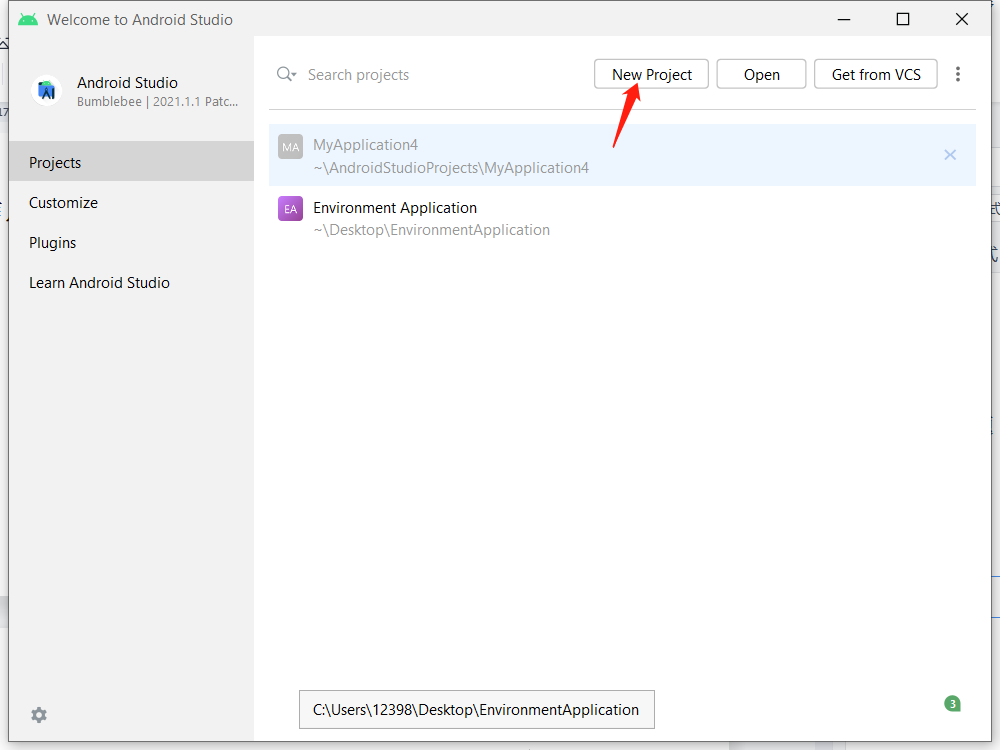 Welcome to Android Studio
Android Studio
Bumblebee | 2021.1.1 Patc...
Projects
Customize
Plugins
Learn Android Studio
Search projects
New Project
Open
Get from VCS
MA
MyApplication4
~\AndroidStudioProjects\MyApplication4
EA
Environment Application
~\Desktop\EnvironmentApplication
C:\Users\12398\Desktop\EnvironmentApplication
3